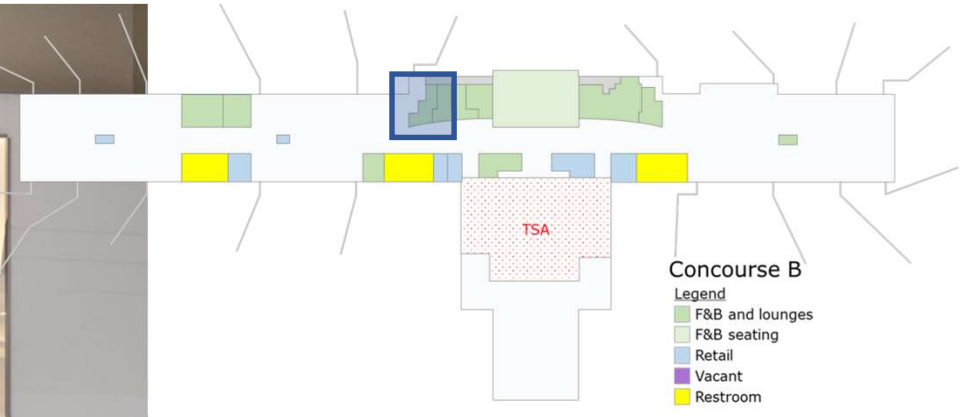 TSA
Concourse B
Legend
F&B and lounges
F&B seating
Retail
Vacant
Restroom